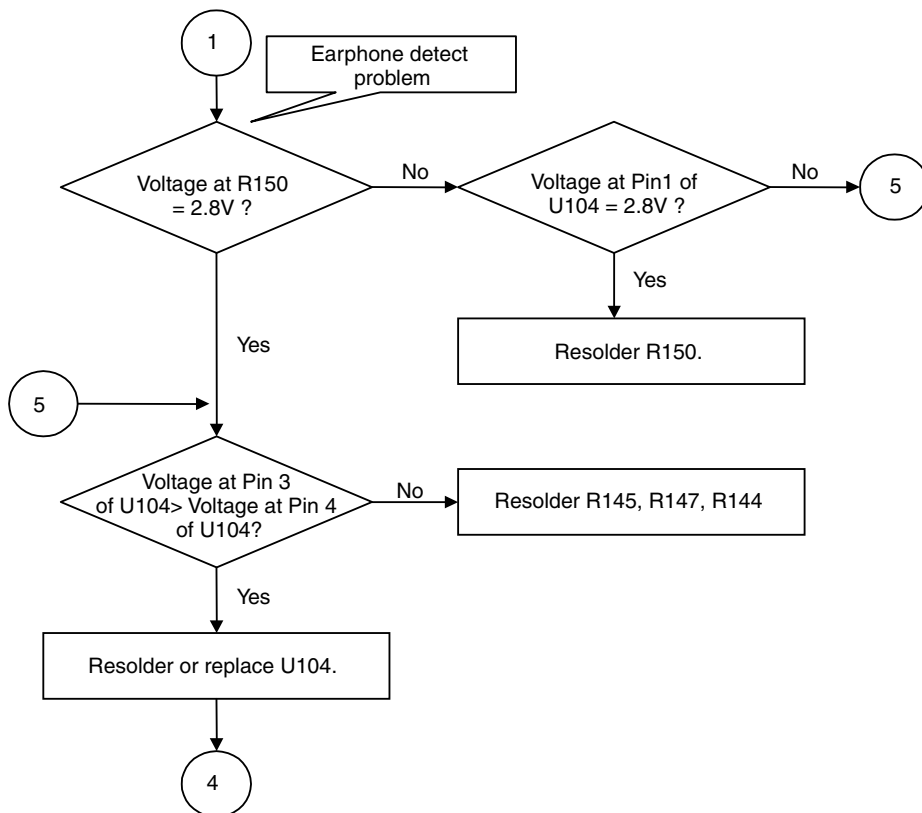 1
Earphone detect
problem
Voltage at R150
= 2.8V ?
No
Voltage at Pin1 of
U104 = 2.8V ?
No
5
Yes
Resolder R150.
Yes
5
Voltage at Pin 3
of U104> Voltage at Pin 4
of U104?
No
Resolder R145, R147, R144
Yes
Resolder or replace U104.
4